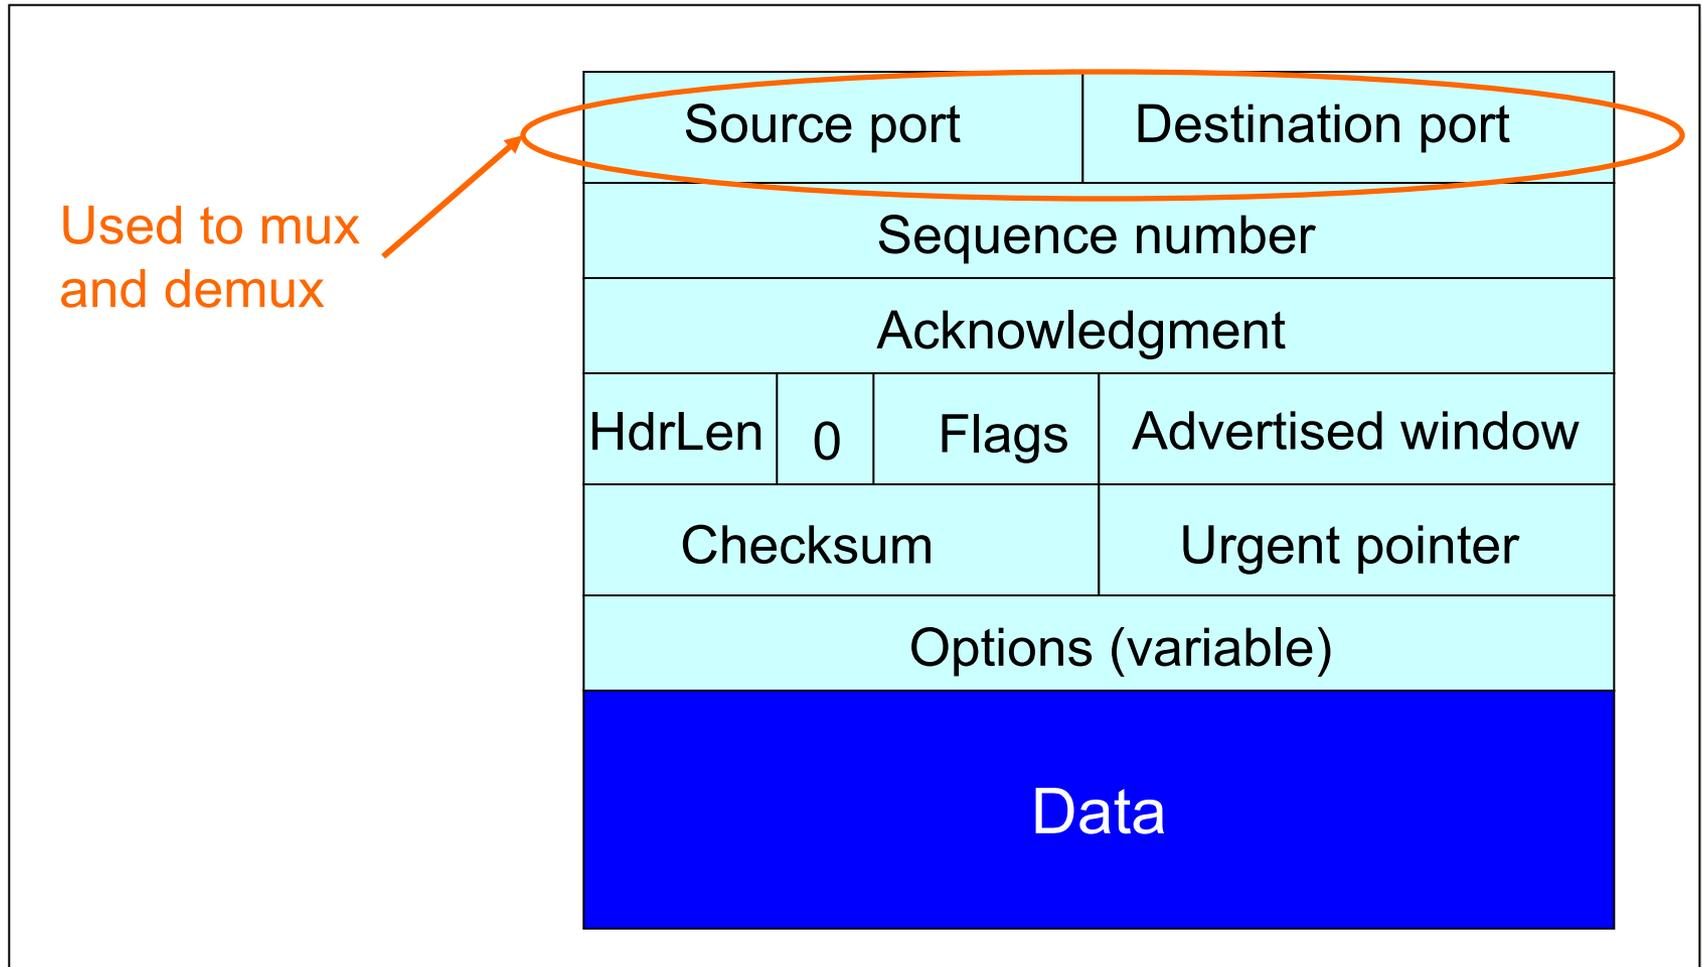 Source port Destination port
Used to mux
and demux
Sequence number
Acknowledgment
HdrLen 0 Flags Advertised window
Checksum Urgent pointer
Options (variable)
Data